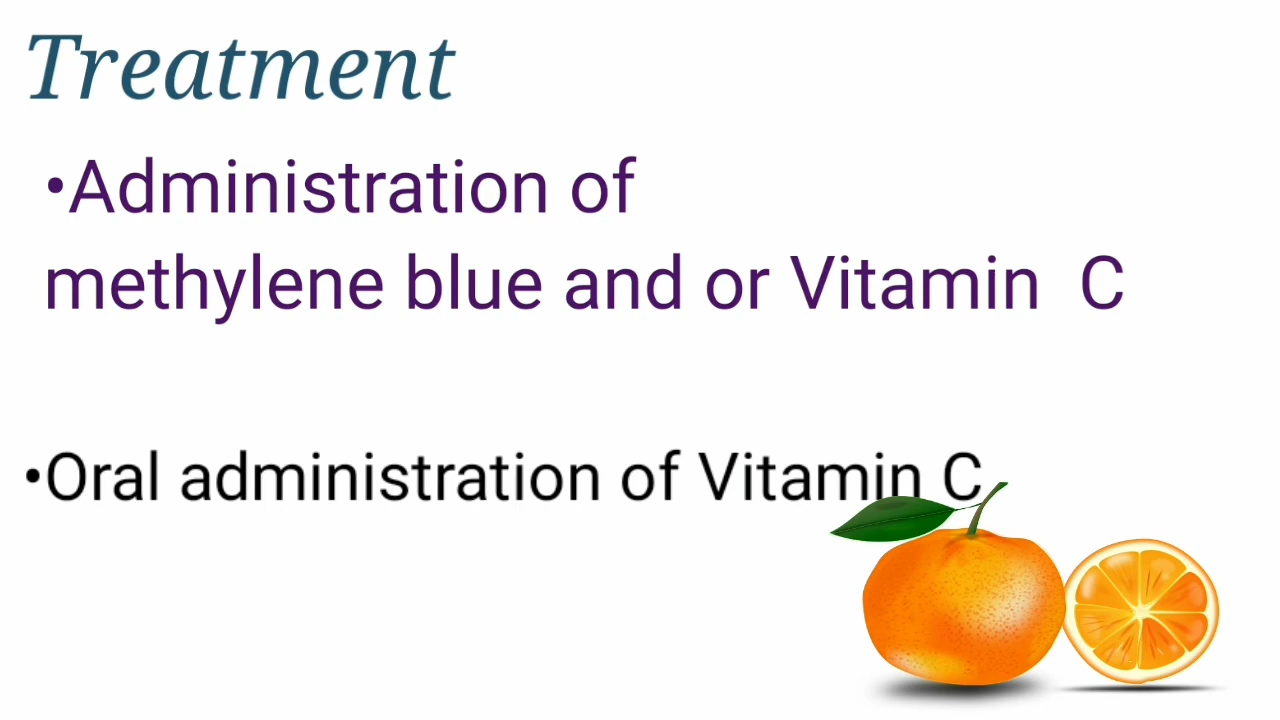 Treatment
•Administration of
methylene blue and or Vitamin C
•Oral administration of Vitamin C